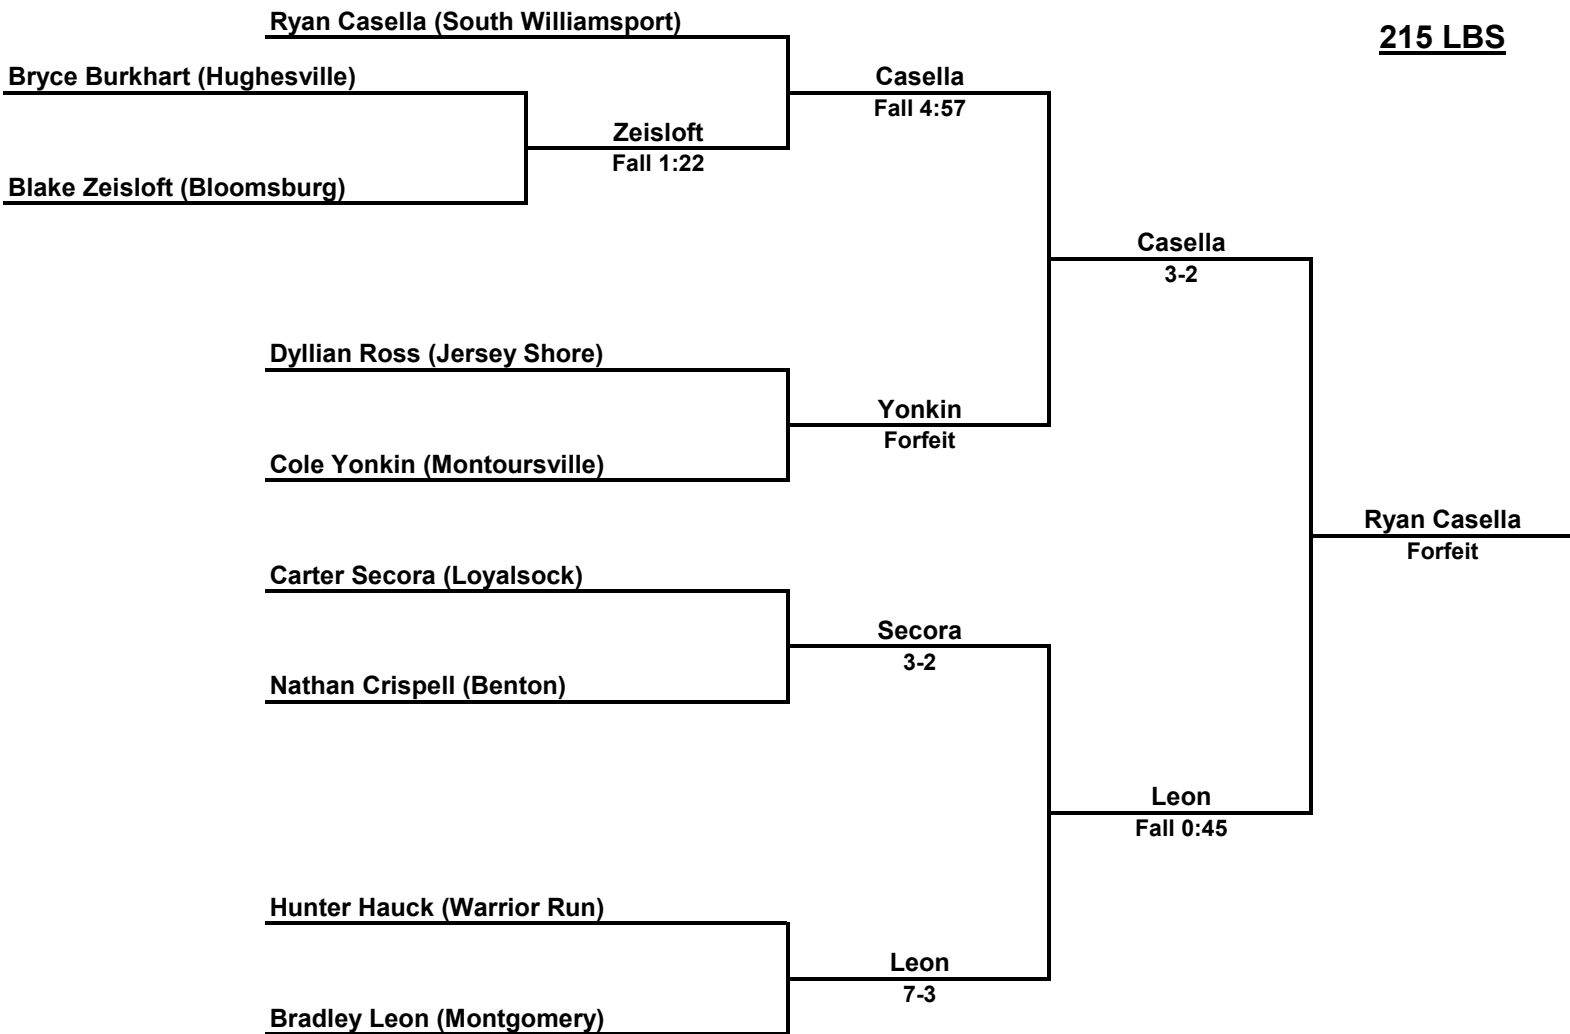 Ryan Casella (South Williamsport)
215 LBS
Bryce Burkhart (Hughesville)
Casella
Fall 4:57
Zeisloft
Fall 1:22
Blake Zeisloft (Bloomsburg)
Casella
3-2
Dyllian Ross (Jersey Shore)
Yonkin
Forfeit
Cole Yonkin (Montoursville)
Ryan Casella
Forfeit
Carter Secora (Loyalsock)
Secora
3-2
Nathan Crispell (Benton)
Leon
Fall 0:45
Hunter Hauck (Warrior Run)
Leon
7-3
Bradley Leon (Montgomery)